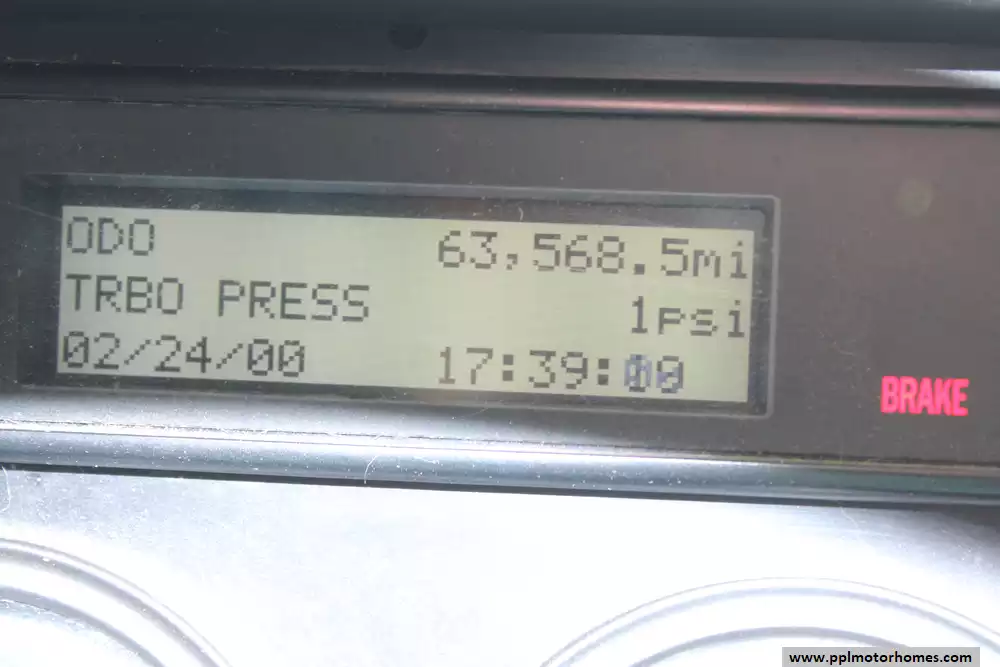 ODO 63,568.5mi
TRBO PRESS 1psi
02/24/00 17:39:00
BRAKE
www.pplmotorhomes.com